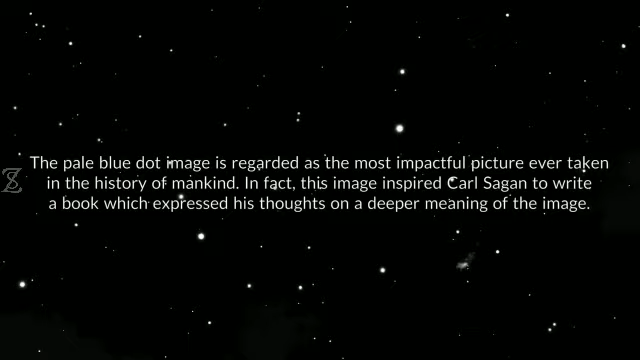 The pale blue dot image is regarded as the most impactful picture ever taken
in the history of mankind. In fact, this image inspired Carl Sagan to write
a book which expressed his thoughts on a deeper meaning of the image.